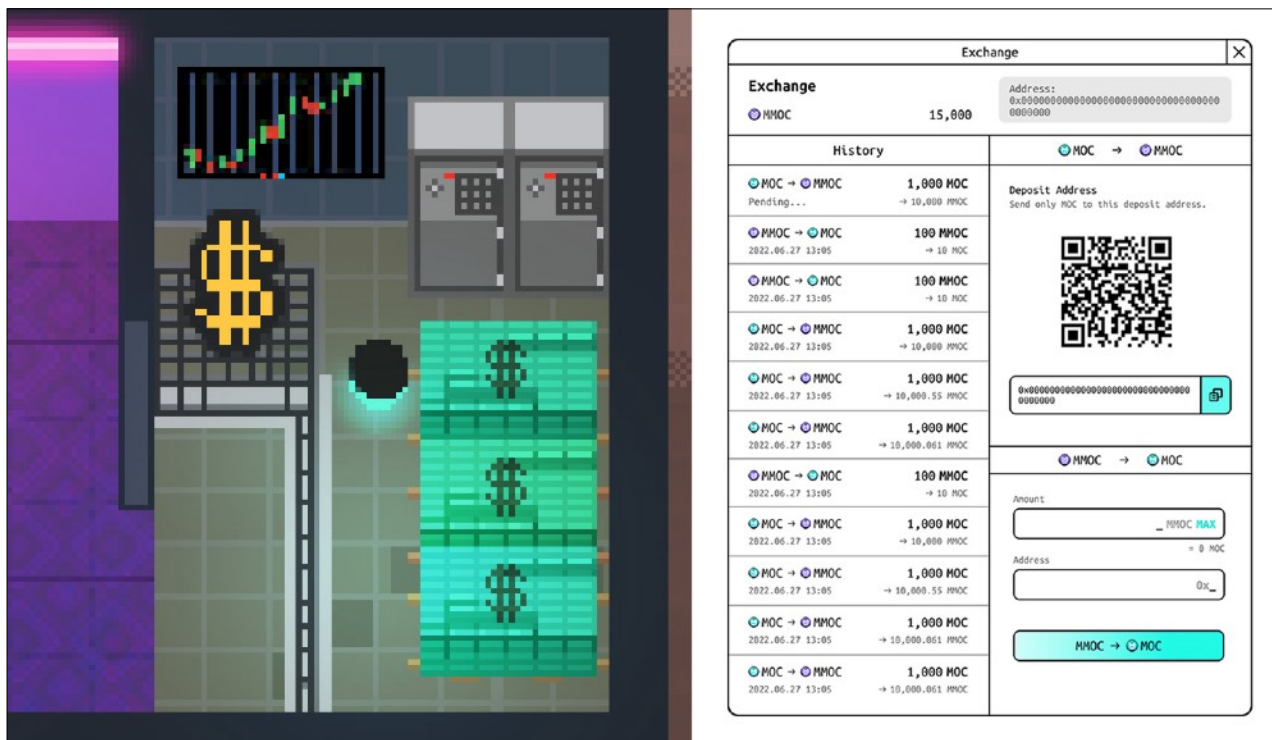 Exchange
Exchange
MMOC 15,000
Address:
History
MOC → MMOC 1,000 MOC
Pending... → 10,000 MMOC
MMOC → MOC 100 MMOC
2022.06.27 13:05 → 10 MOC
MMOC → MOC 100 MMOC
2022.06.27 13:05 → 10 MOC
MOC → MMOC 1,000 MOC
2022.06.27 13:05 → 10,000 MMOC
MOC → MMOC 1,000 MOC
2022.06.27 13:05 → 10,000.55 MMOC
MOC → MMOC 1,000 MOC
2022.06.27 13:05 → 10,000.061 MMOC
MMOC → MOC 100 MMOC
2022.06.27 13:05 → 10 MOC
MOC → MMOC 1,000 MOC
2022.06.27 13:05 → 10,000 MMOC
MOC → MMOC 1,000 MOC
2022.06.27 13:05 → 10,000.55 MMOC
MOC → MMOC 1,000 MOC
2022.06.27 13:05 → 10,000.061 MMOC
MOC → MMOC 1,000 MOC
2022.06.27 13:05 → 10,000.061 MMOC
MOC → MMOC
Deposit Address
Send only MOC to this deposit address.
MMOC → MOC
Amount
_ MMOC MAX
= 0 MOC
Address
0x_
MMOC → MOC
$
$
$
$